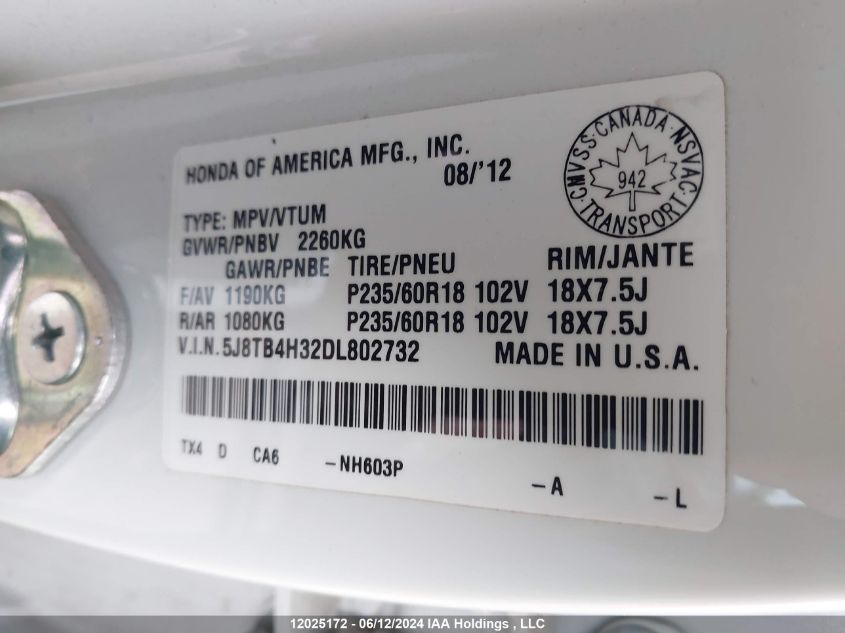 HONDA OF AMERICA MFG., INC.
08/'12
CMVSS·CANADA·NSVAC·TRANSPORT
942
TYPE: MPV/VTUM
GVWR/PNBV 2260KG
GAWR/PNBE TIRE/PNEU RIM/JANTE
F/AV 1190KG P235/60R18 102V 18X7.5J
R/AR 1080KG P235/60R18 102V 18X7.5J
V.I.N.5J8TB4H32DL802732 MADE IN U.S.A.
TX4 D CA6 -NH603P -A -L
12025172 - 06/12/2024 IAA Holdings , LLC